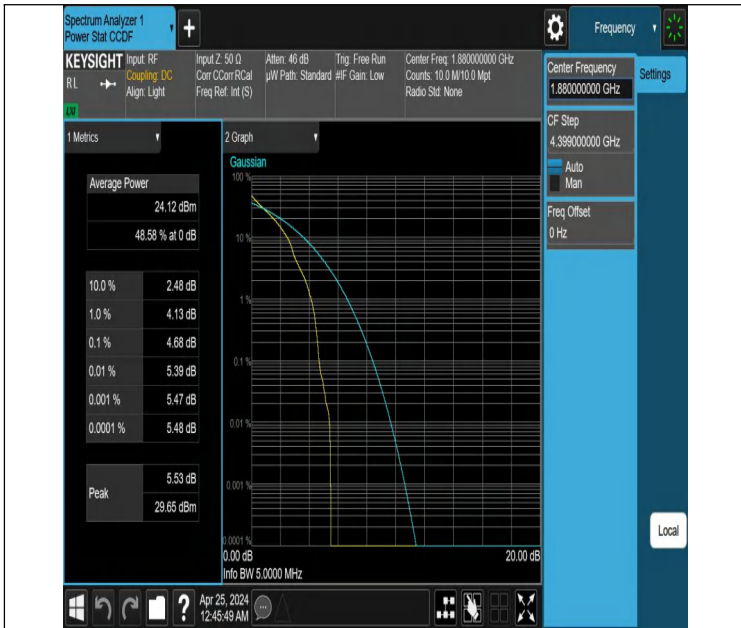 Spectrum Analyzer 1
Power Stat CCDF
+
Frequency
KEYSIGHT
RL
Input: RF
Coupling: DC
Align: Light
Input Z: 50 Ω
Corr CCorr RCal
Freq Ref: Int (S)
Atten: 46 dB
µW Path: Standard
Trig: Free Run
#IF Gain: Low
Center Freq: 1.880000000 GHz
Counts: 10.0 M/10.0 Mpt
Radio Std: None
Center Frequency
1.880000000 GHz
Settings
CF Step
4.399000000 GHz
Auto
Man
Freq Offset
0 Hz
1 Metrics
Average Power
24.12 dBm
48.58 % at 0 dB
10.0 % 2.48 dB
1.0 % 4.13 dB
0.1 % 4.68 dB
0.01 % 5.39 dB
0.001 % 5.47 dB
0.0001 % 5.48 dB
Peak
5.53 dB
29.65 dBm
2 Graph
Gaussian
100 %
10 %
1 %
0.1 %
0.01 %
0.001 %
0.0001 %
0.00 dB
20.00 dB
Info BW 5.0000 MHz
Local
?
Apr 25, 2024
12:45:49 AM